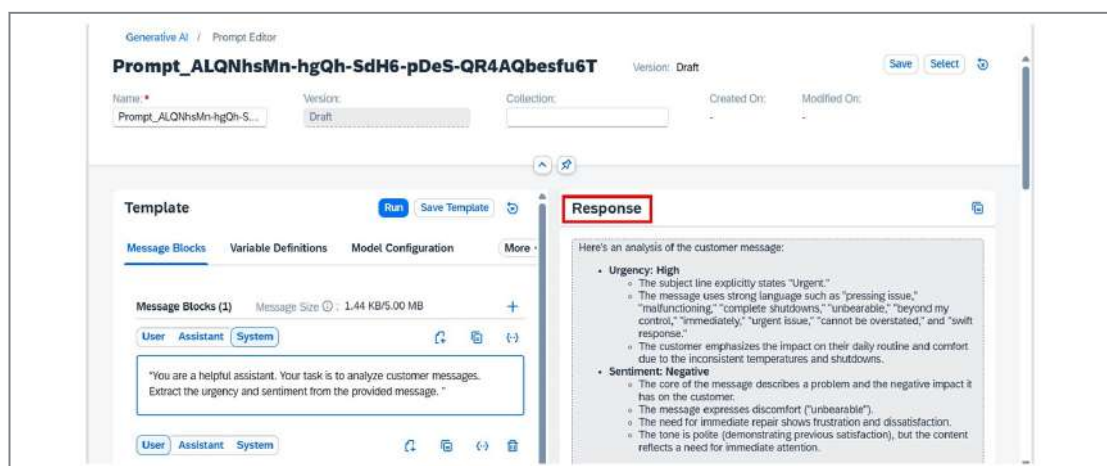 Generative AI / Prompt Editor
Prompt_ALQNhsMn-hgQh-SdH6-pDeS-QR4AQbesfu6T Version: Draft Save Select
Name: * Version: Collection: Created On: Modified On:
Prompt_ALQNhsMn-hgQh-S... Draft - -
Template Run Save Template
Message Blocks Variable Definitions Model Configuration More
Message Blocks (1) Message Size : 1.44 KB/5.00 MB
User Assistant System
"You are a helpful assistant. Your task is to analyze customer messages.
Extract the urgency and sentiment from the provided message. "
User Assistant System
Response
Here's an analysis of the customer message:
• Urgency: High
◦ The subject line explicitly states "Urgent."
◦ The message uses strong language such as "pressing issue,"
"malfunctioning," "complete shutdowns," "unbearable," "beyond my
control," "immediately," "urgent issue," "cannot be overstated," and "swift
response."
◦ The customer emphasizes the impact on their daily routine and comfort
due to the inconsistent temperatures and shutdowns.
• Sentiment: Negative
◦ The core of the message describes a problem and the negative impact it
has on the customer.
◦ The message expresses discomfort ("unbearable").
◦ The need for immediate repair shows frustration and dissatisfaction.
◦ The tone is polite (demonstrating previous satisfaction), but the content
reflects a need for immediate attention.